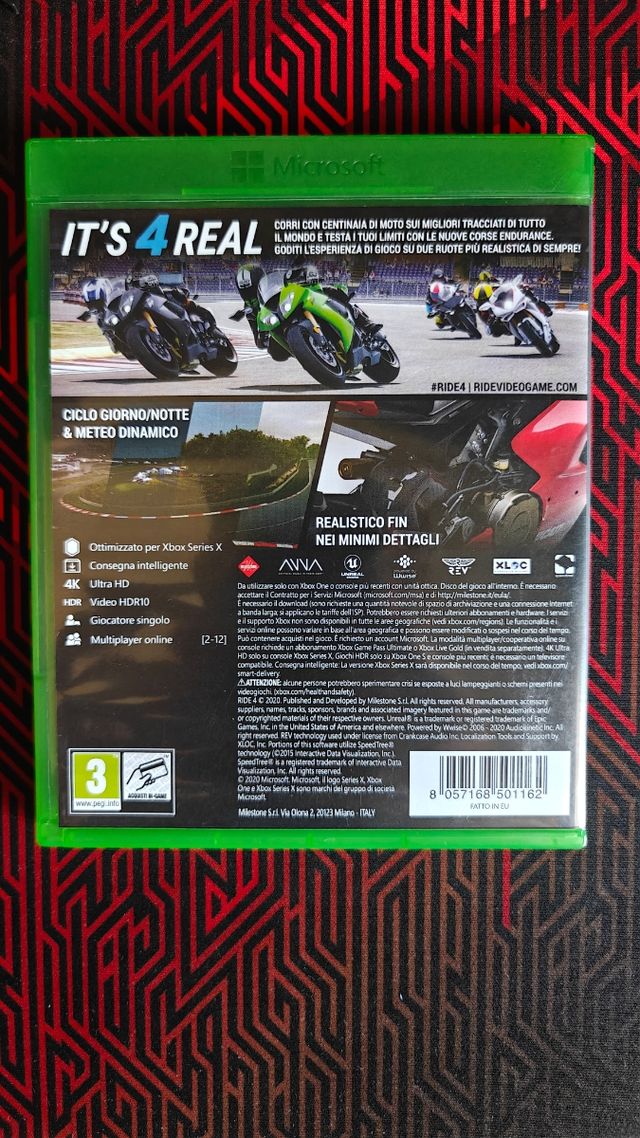 Microsoft
IT'S 4 REAL
CORRI CON CENTINAIA DI MOTO SUI MIGLIORI TRACCIATI DI TUTTO
IL MONDO E TESTA I TUOI LIMITI CON LE NUOVE CORSE ENDURANCE.
GODITI L'ESPERIENZA DI GIOCO SU DUE RUOTE PIÚ REALISTICA DI SEMPRE!
#RIDE4 | RIDEVIDEOGAME.COM
CICLO GIORNO/NOTTE
& METEO DINAMICO
REALISTICO FIN
NEI MINIMI DETTAGLI
Ottimizzato per Xbox Series X
Consegna intelligente
4K Ultra HD
HDR Video HDR10
Giocatore singolo
Multiplayer online [2-12]
milestone
ANNA
UNREAL
Wwise
REV
XLOC
Da utilizzare solo con Xbox One o console più recenti con unità ottica. Disco del gioco all'interno. È necessario
accettare il Contratto per i Servizi Microsoft (microsoft.com/msa) e di http://milestone.it/eula/.
È necessario il download (sono richieste una quantità notevole di spazio di archiviazione e una connessione Internet
a banda larga; si applicano le tariffe dell'ISP). Potrebbero essere richiesti ulteriori abbonamenti e hardware. I servizi
e il supporto Xbox non sono disponibili in tutte le aree geografiche (vedi xbox.com/regions). Le funzionalità e i
servizi online possono variare in base all'area geografica e possono essere modificati o sospesi nel corso del tempo.
Può contenere acquisti nel gioco. È richiesto un account Microsoft. La modalità multiplayer/cooperativa online su
console richiede un abbonamento Xbox Game Pass Ultimate o Xbox Live Gold (in vendita separatamente). 4K Ultra
HD solo su console Xbox Series X. Giochi HDR solo su Xbox One S e console più recenti; è necessario un televisore
compatibile. Consegna intelligente: La versione Xbox Series X sarà disponibile nel corso del tempo, vedi xbox.com/
smart-delivery.
⚠ATTENZIONE: alcune persone potrebbero sperimentare crisi se esposte a luci lampeggianti o schemi presenti nei
videogiochi. (xbox.com/healthandsafety).
RIDE 4 © 2020. Published and Developed by Milestone S.r.l. All rights reserved. All manufacturers, accessory
suppliers, names, tracks, sponsors, brands and associated imagery featured in this game are trademarks and/
or copyrighted materials of their respective owners. Unreal® is a trademark or registered trademark of Epic
Games, Inc. in the United States of America and elsewhere. Powered by Wwise© 2006 - 2020 Audiokinetic Inc. All
right reserved. REV technology used under license from Crankcase Audio Inc. Localization Tools and Support by
XLOC, Inc. Portions of this software utilize SpeedTree®
technology (©2015 Interactive Data Visualization, Inc.).
SpeedTree® is a registered trademark of Interactive Data
Visualization, Inc. All rights reserved.
© 2020 Microsoft. Microsoft, il logo Series X, Xbox
One e Xbox Series X sono marchi del gruppo di società
Microsoft.
Milestone S.r.l. Via Olona 2, 20123 Milano - ITALY
3
www.pegi.info
ACQUISTI IN-GAME
8 057168 501162
FATTO IN EU